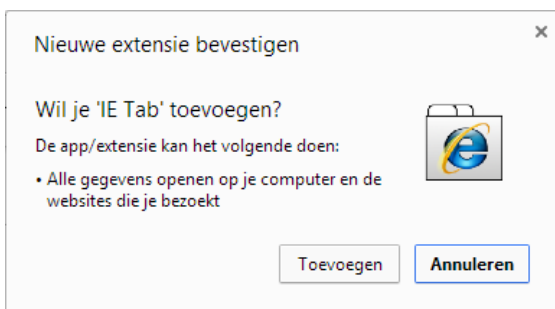 Nieuwe extensie bevestigen
Wil je 'IE Tab' toevoegen?
De app/extensie kan het volgende doen:
• Alle gegevens openen op je computer en de
websites die je bezoekt
Toevoegen
Annuleren